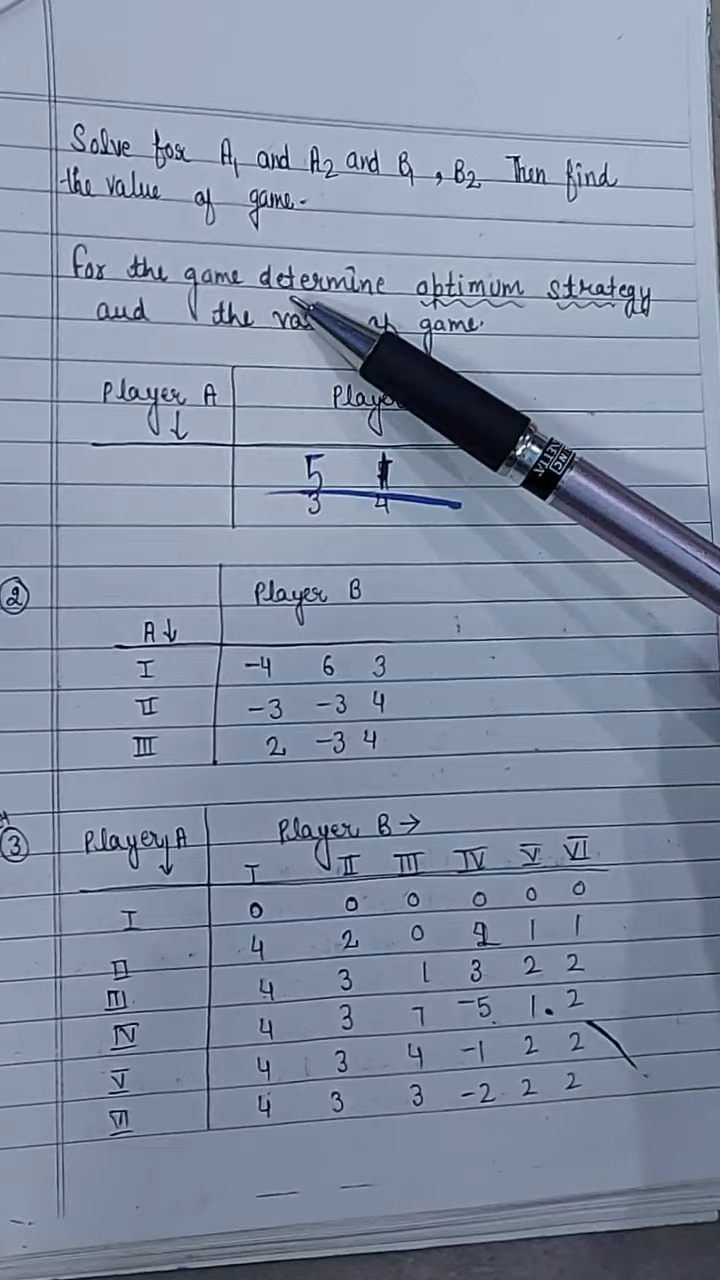 Solve for A1 and A2 and B1, B2 Then find
the value of game.
for the game determine optimum strategy
and the game.
Player A ↓
5
3 4
②
Player B
A↓
I -4 6 3
II -3 -3 4
III 2 -3 4
③
Player A ↓ Player B →
I II III IV V VI
I 0 0 0 0 0 0
II 4 2 0 2 1 1
III 4 3 1 3 2 2
IV 4 3 7 -5 1 2
V 4 3 4 -1 2 2
VI 4 3 3 -2 2 2